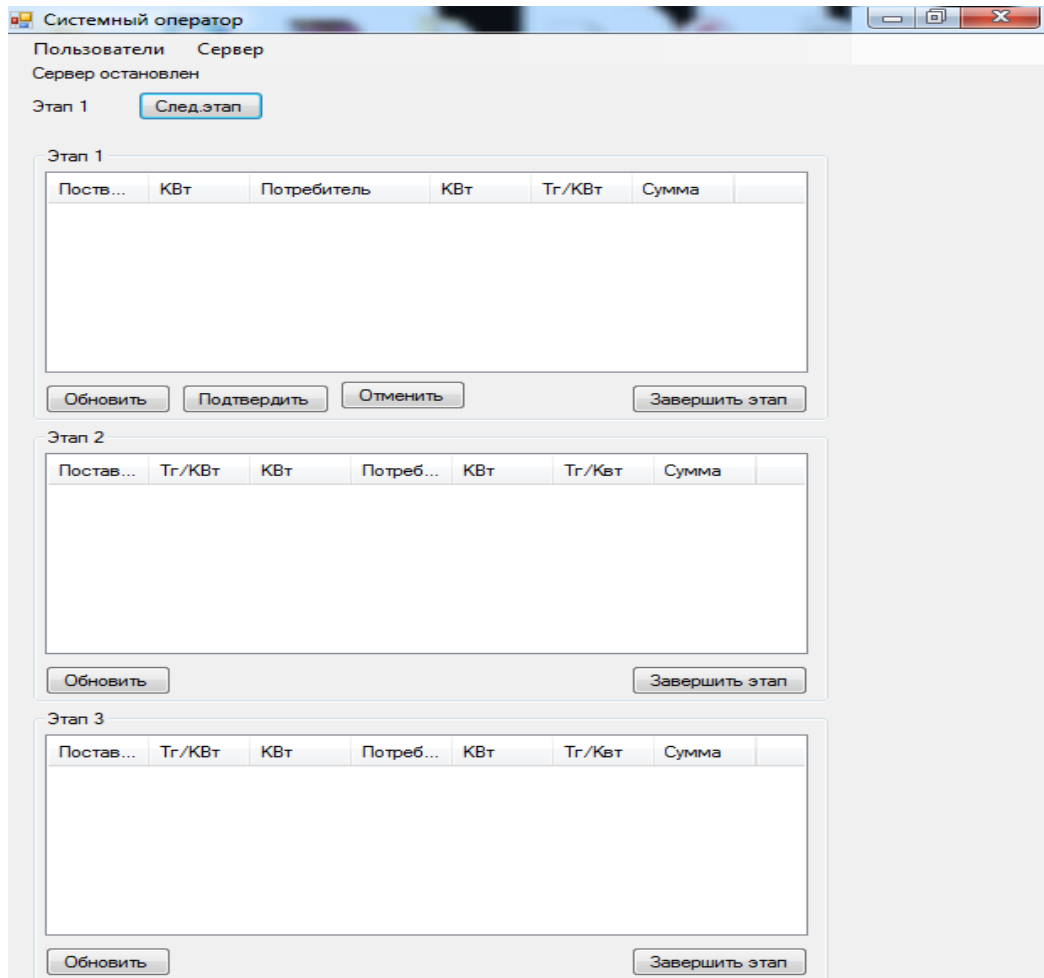 Системный оператор
Пользователи Сервер
Сервер остановлен
Этап 1 След.этап
Этап 1
Поств... КВт Потребитель КВт Тг/КВт Сумма
Обновить Подтвердить Отменить Завершить этап
Этап 2
Постав... Тг/КВт КВт Потреб... КВт Тг/Квт Сумма
Обновить Завершить этап
Этап 3
Постав... Тг/КВт КВт Потреб... КВт Тг/Квт Сумма
Обновить Завершить этап